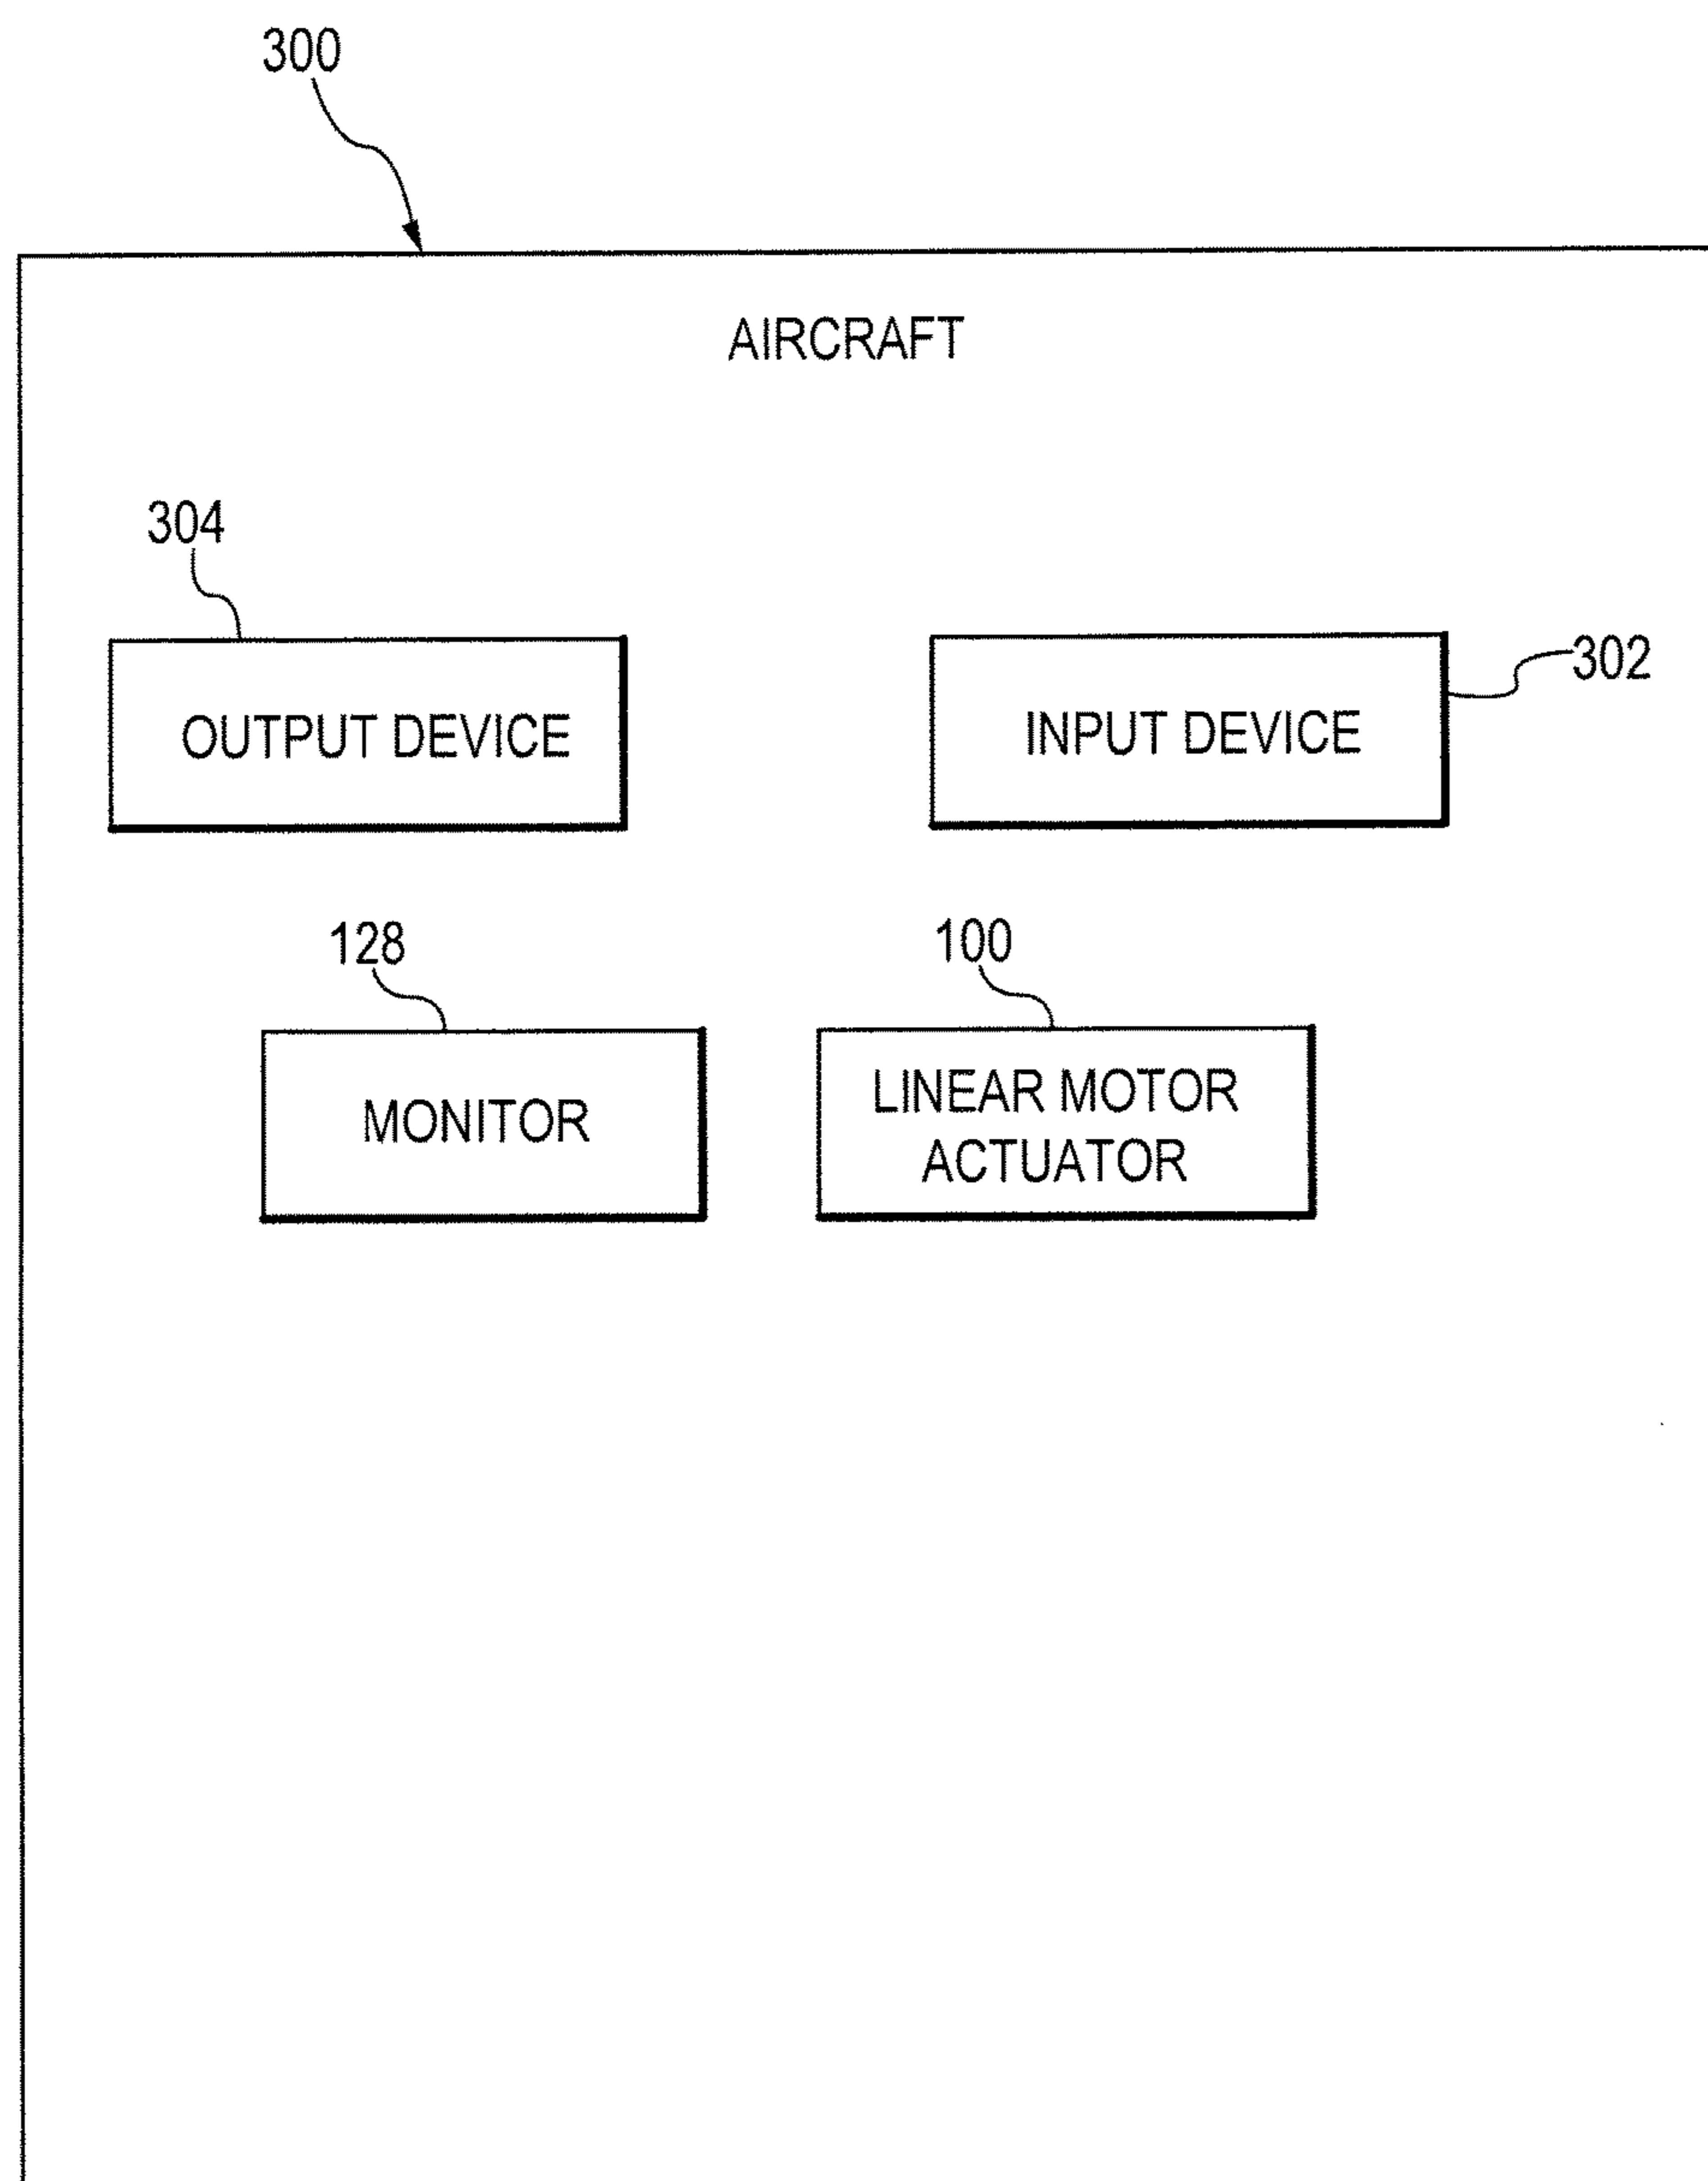 300
AIRCRAFT
304
OUTPUT DEVICE
302
INPUT DEVICE
128
MONITOR
100
LINEAR MOTOR
ACTUATOR